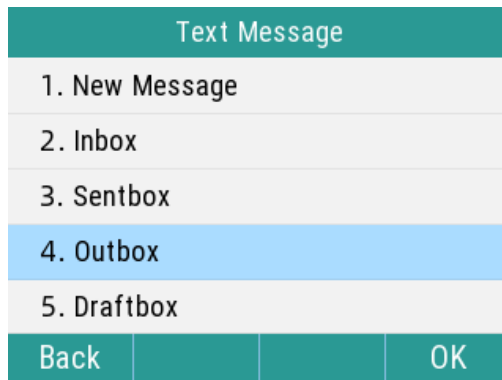 Text Message
1. New Message
2. Inbox
3. Sentbox
4. Outbox
5. Draftbox
Back OK